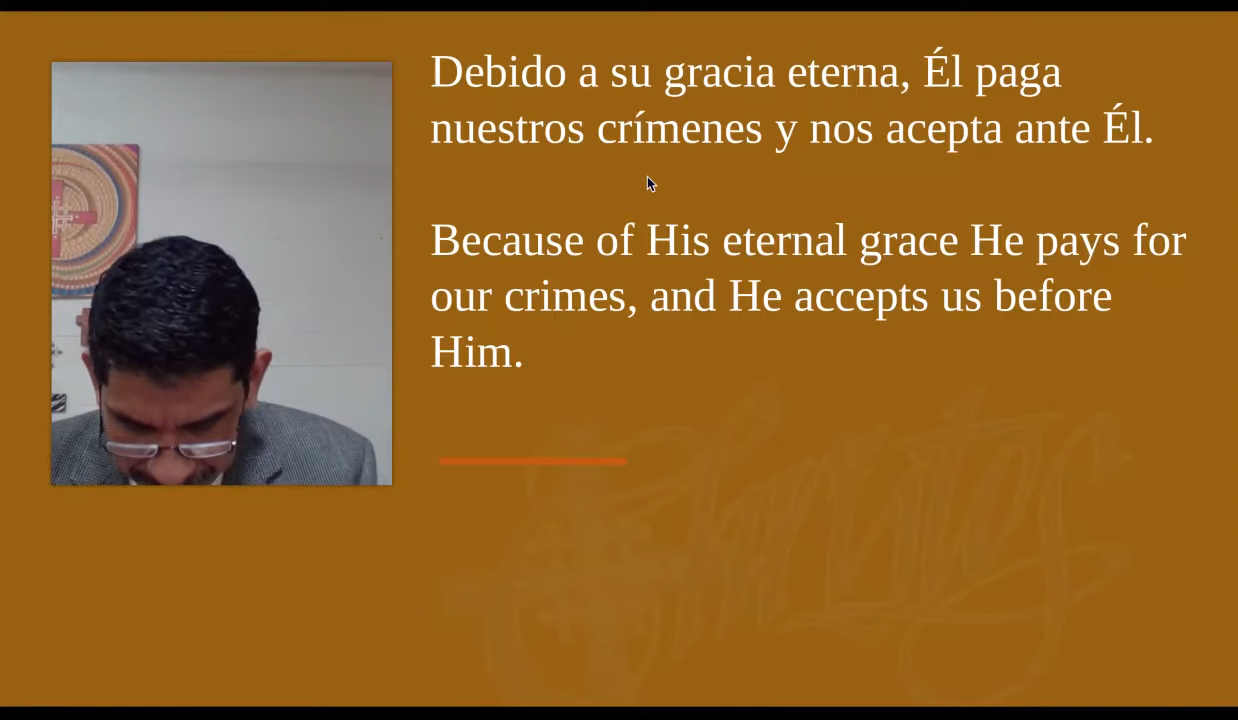 Debido a su gracia eterna, Él paga
nuestros crímenes y nos acepta ante Él.
Because of His eternal grace He pays for
our crimes, and He accepts us before
Him.